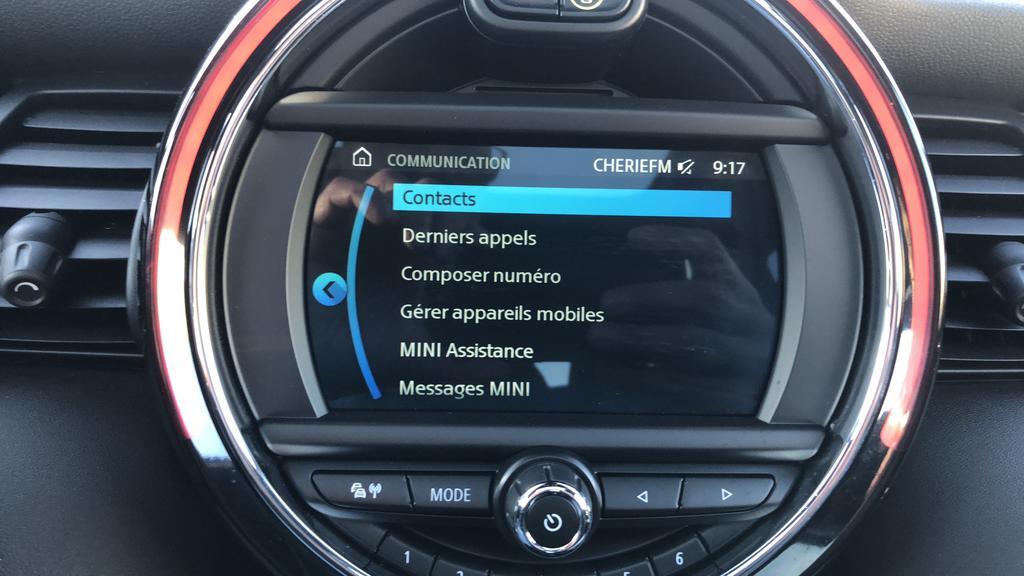 COMMUNICATION CHERIEFM 9:17
Contacts
Derniers appels
Composer numéro
Gérer appareils mobiles
MINI Assistance
Messages MINI
MODE
1
6